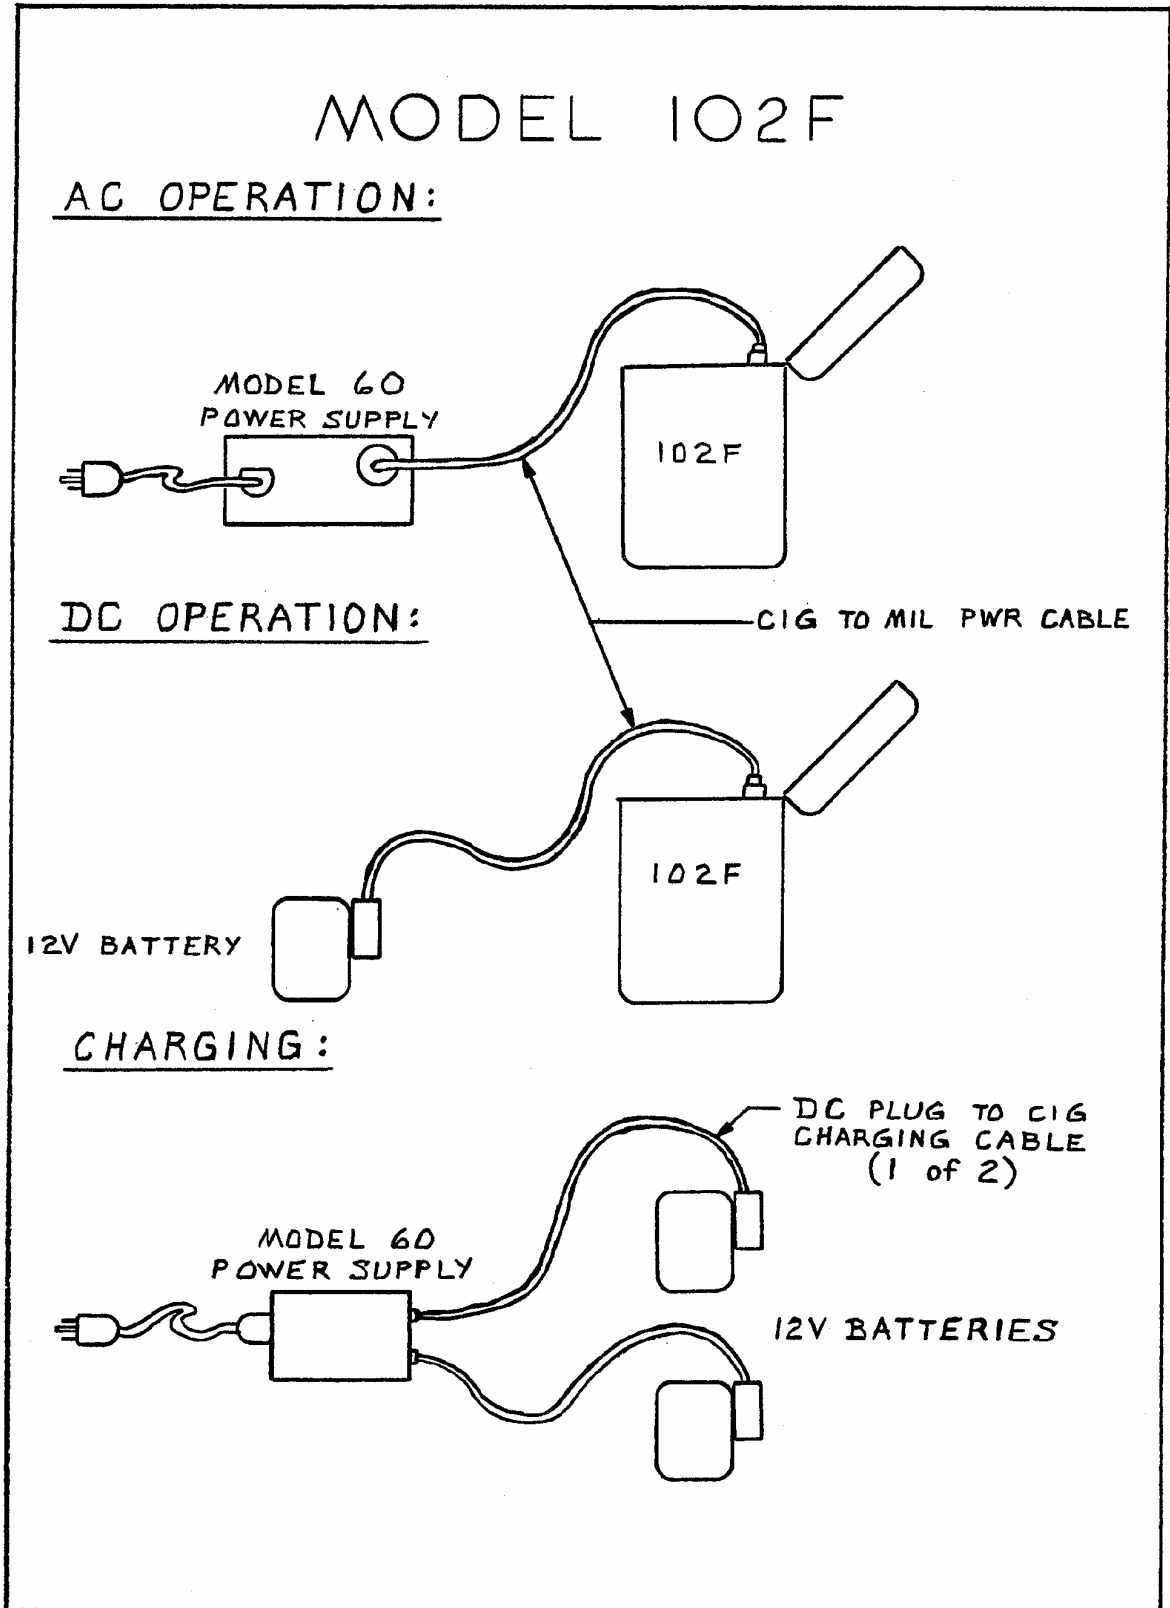 MODEL 102F
AC OPERATION:
MODEL 60
POWER SUPPLY
102F
DC OPERATION:
CIG TO MIL PWR CABLE
102F
12V BATTERY
CHARGING:
DC PLUG TO CIG
CHARGING CABLE
(1 of 2)
MODEL 60
POWER SUPPLY
12V BATTERIES